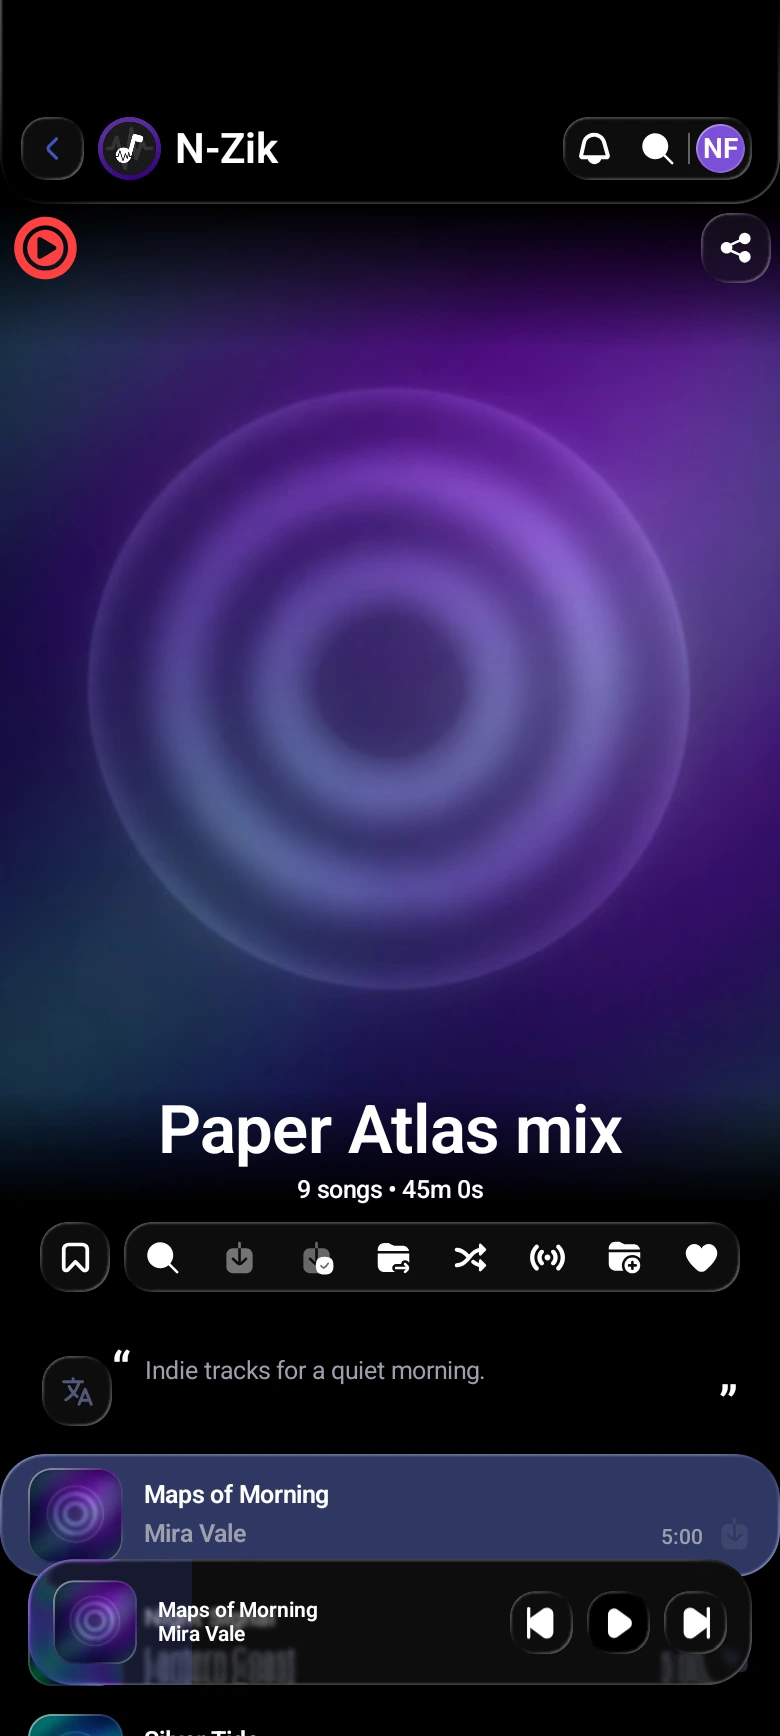 N-Zik
NF
Paper Atlas mix
9 songs • 45m 0s
“ Indie tracks for a quiet morning. ”
Maps of Morning
Mira Vale
5:00
Maps of Morning
Mira Vale